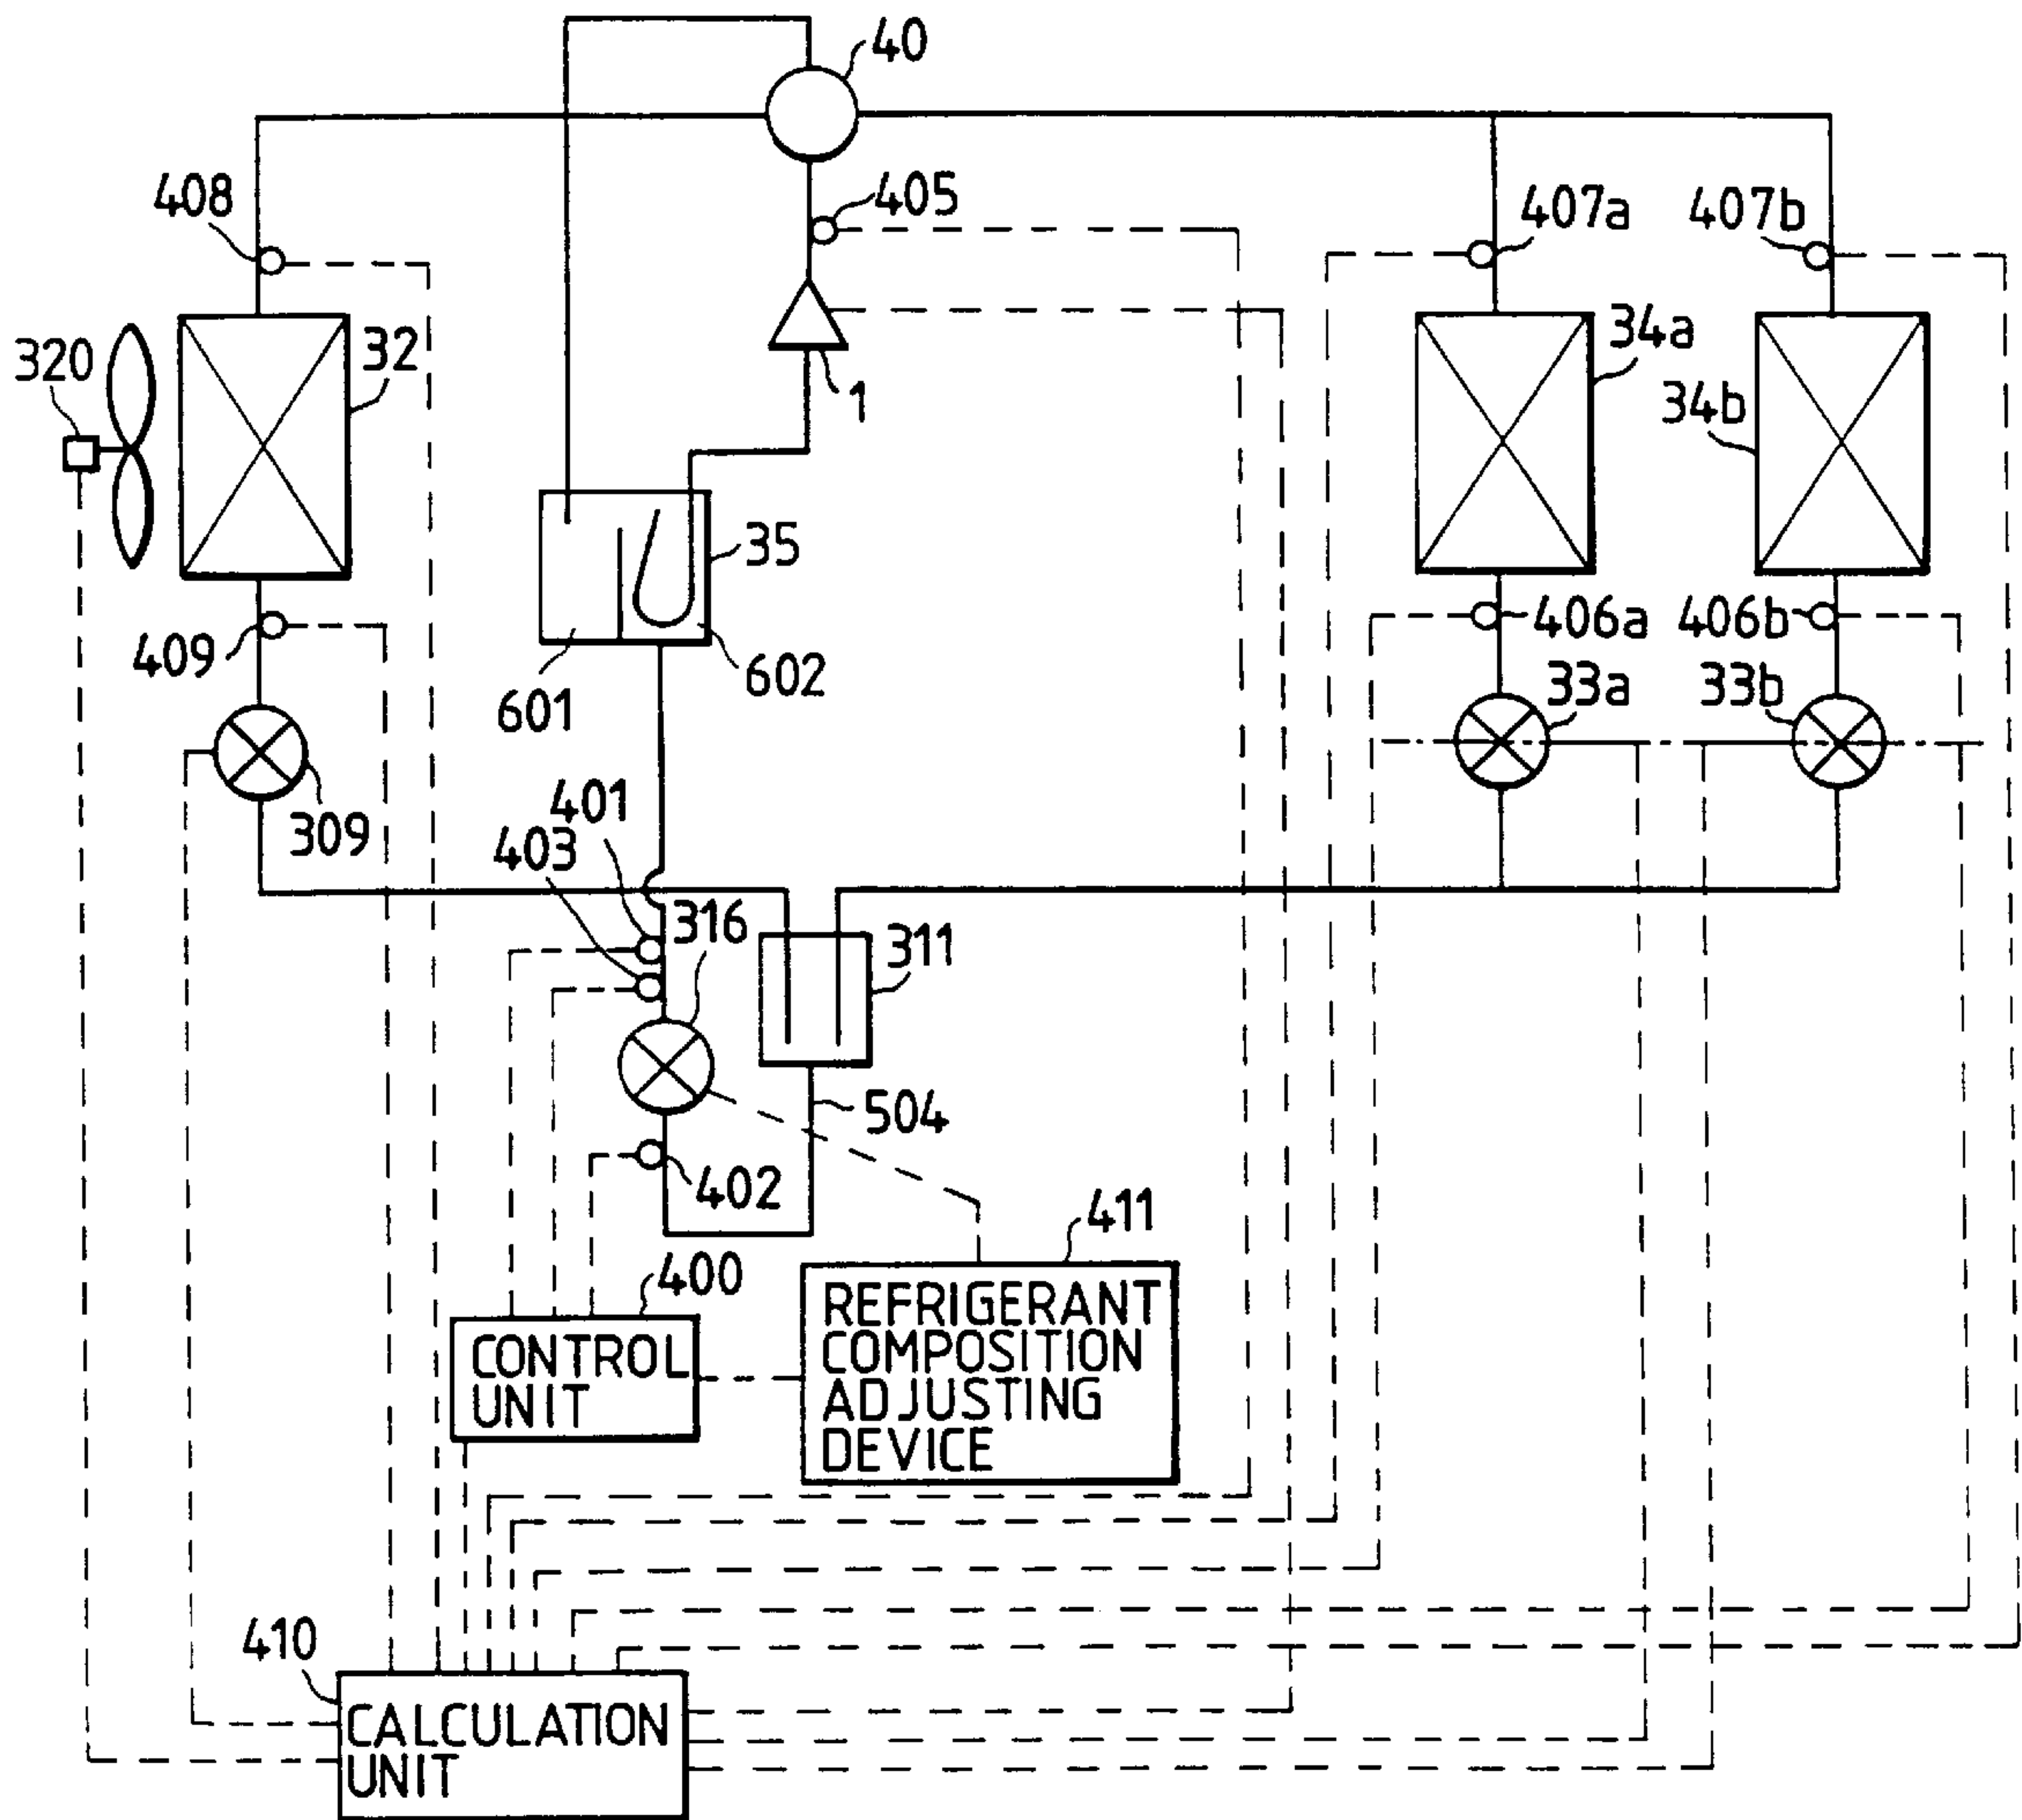 40
408
405
407a
407b
320
32
1
34a
34b
35
409
601
602
406a
406b
33a
33b
309
401
403
316
311
504
402
411
400
CONTROL
UNIT
REFRIGERANT
COMPOSITION
ADJUSTING
DEVICE
410
CALCULATION
UNIT